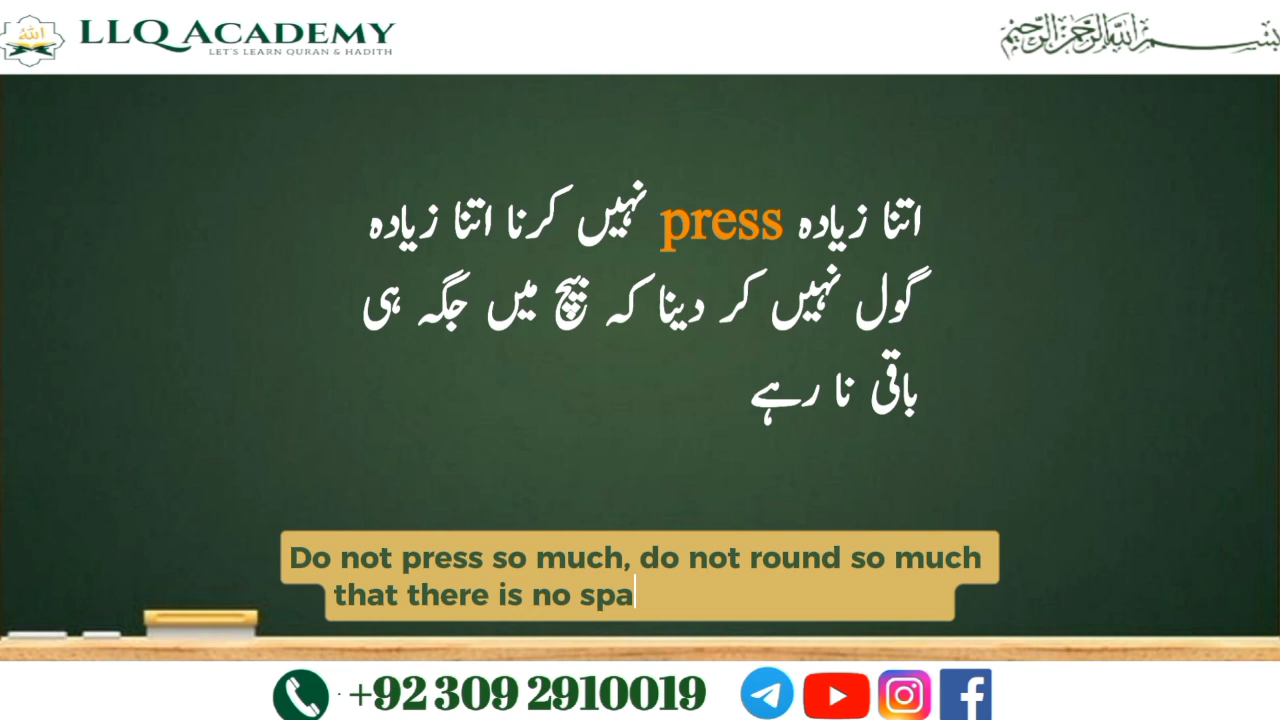 LLQ ACADEMY
LET'S LEARN QURAN & HADITH
بسم الله الرحمن الرحيم
اتنا زیادہ press نہیں کرنا اتنا زیادہ
گول نہیں کر دینا کہ بیچ میں جگہ ہی
باقی نا رہے
Do not press so much, do not round so much
that there is no spa
+92 309 2910019